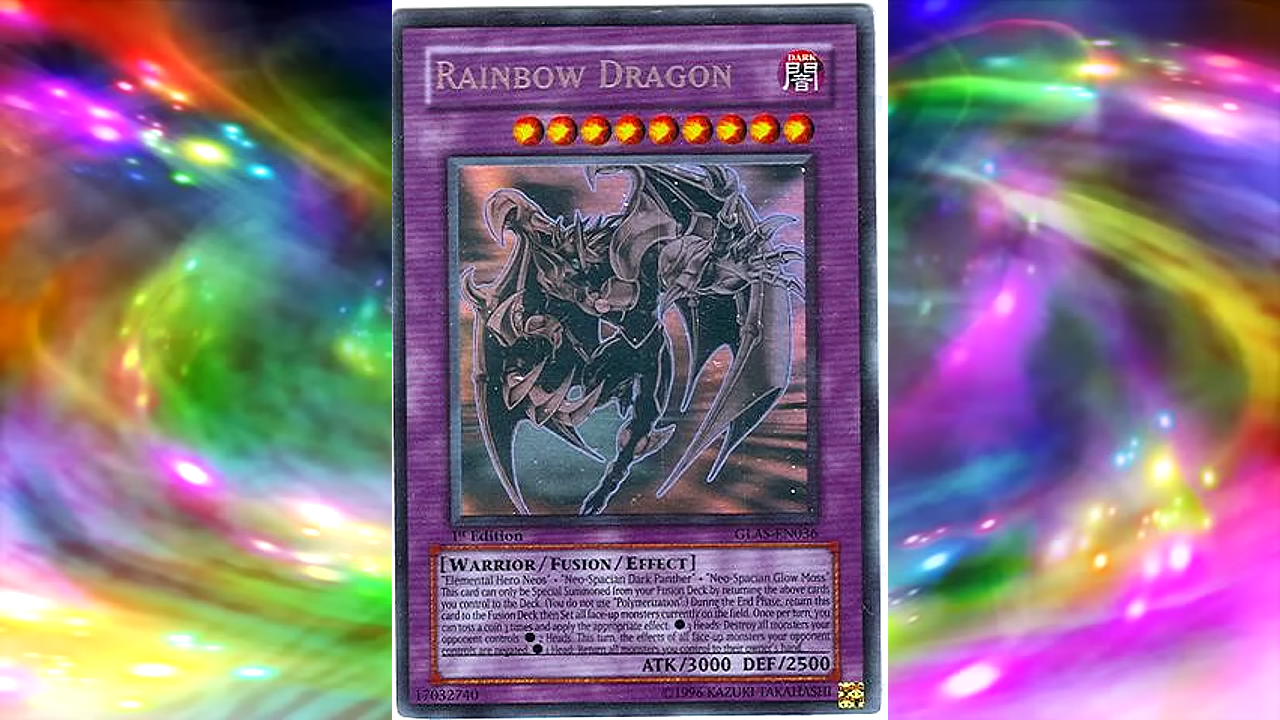 RAINBOW DRAGON
DARK
闇
1st Edition
GLAS-EN036
[WARRIOR/FUSION/EFFECT]
"Elemental Hero Neos" • "Neo-Spacian Dark Panther" • "Neo-Spacian Glow Moss"
This card can only be Special Summoned from your Fusion Deck by returning the above cards
you control to the Deck. (You do not use "Polymerization".) During the End Phase, return this
card to the Fusion Deck then Set all face-up monsters currently on the field. Once per turn, you
can toss a coin 3 times and apply the appropriate effect. ●3 Heads: Destroy all monsters your
opponent controls. ●2 Heads: This turn, the effects of all face-up monsters your opponent
controls are negated. ●1 Head: Return all monsters you control to their owner's hand.
ATK/3000 DEF/2500
17032740
©1996 KAZUKI TAKAHASHI